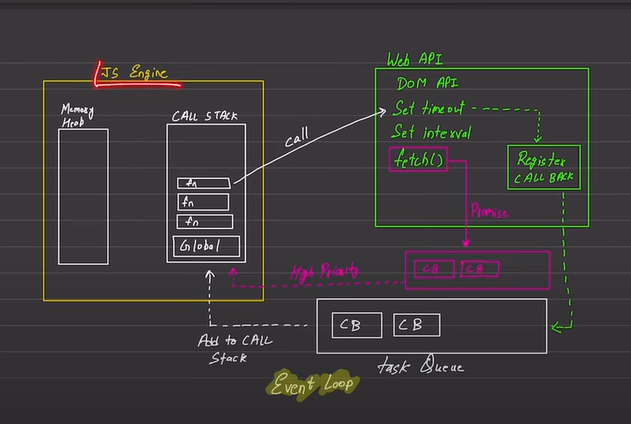 JS Engine
Memory
Heap
CALL STACK
fn
fn
fn
Global
call
Web API
DOM API
Set timeout
Set interval
fetch()
Register
CALL BACK
Promise
High Priority
CB CB
CB CB
Add to CALL
Stack
task Queue
Event Loop